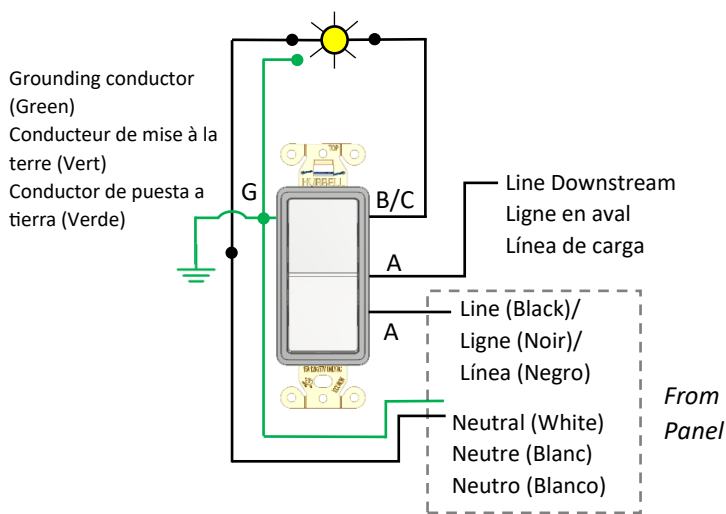 Grounding conductor
(Green)
Conducteur de mise à la
terre (Vert)
Conductor de puesta a
tierra (Verde)
TOP
HUBBELL
G
B/C
A
A
Line Downstream
Ligne en aval
Línea de carga
Line (Black)/
Ligne (Noir)/
Línea (Negro)
Neutral (White)
Neutre (Blanc)
Neutro (Blanco)
From
Panel